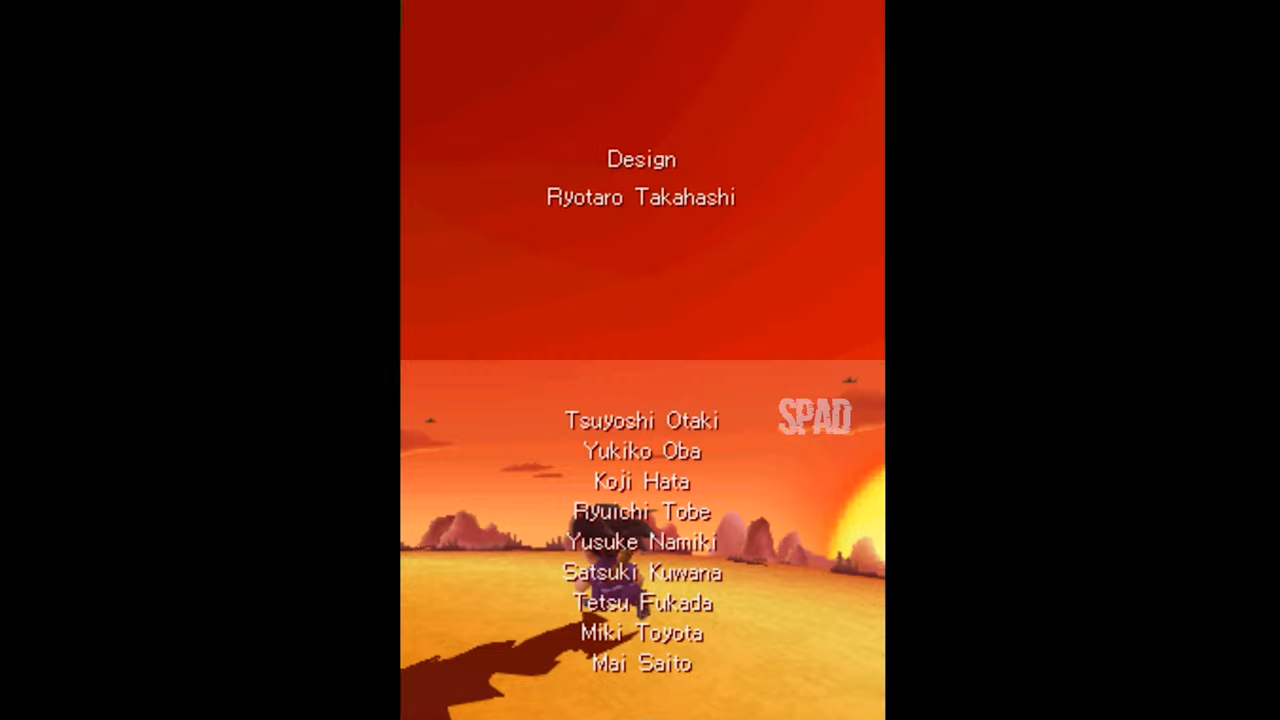 Design
Ryotaro Takahashi
SPAD
Tsuyoshi Otaki
Yukiko Oba
Koji Hata
Ryuichi Tobe
Yusuke Namiki
Satsuki Kuwana
Tetsu Fukada
Miki Toyota
Mai Saito